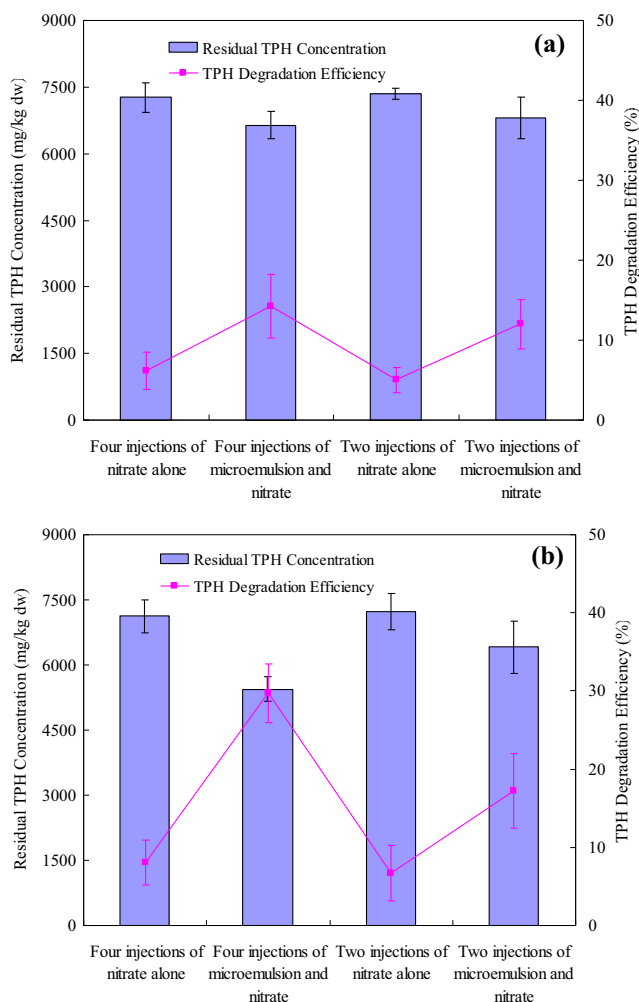 (a)
Residual TPH Concentration
TPH Degradation Efficiency
Residual TPH Concentration (mg/kg dw)
9000
7500
6000
4500
3000
1500
0
TPH Degradation Efficiency (%)
50
40
30
20
10
0
Four injections of
nitrate alone
Four injections of
microemulsion and
nitrate
Two injections of
nitrate alone
Two injections of
microemulsion and
nitrate
(b)
Residual TPH Concentration
TPH Degradation Efficiency
Residual TPH Concentration (mg/kg dw)
9000
7500
6000
4500
3000
1500
0
TPH Degradation Efficiency (%)
50
40
30
20
10
0
Four injections of
nitrate alone
Four injections of
microemulsion and
nitrate
Two injections of
nitrate alone
Two injections of
microemulsion and
nitrate